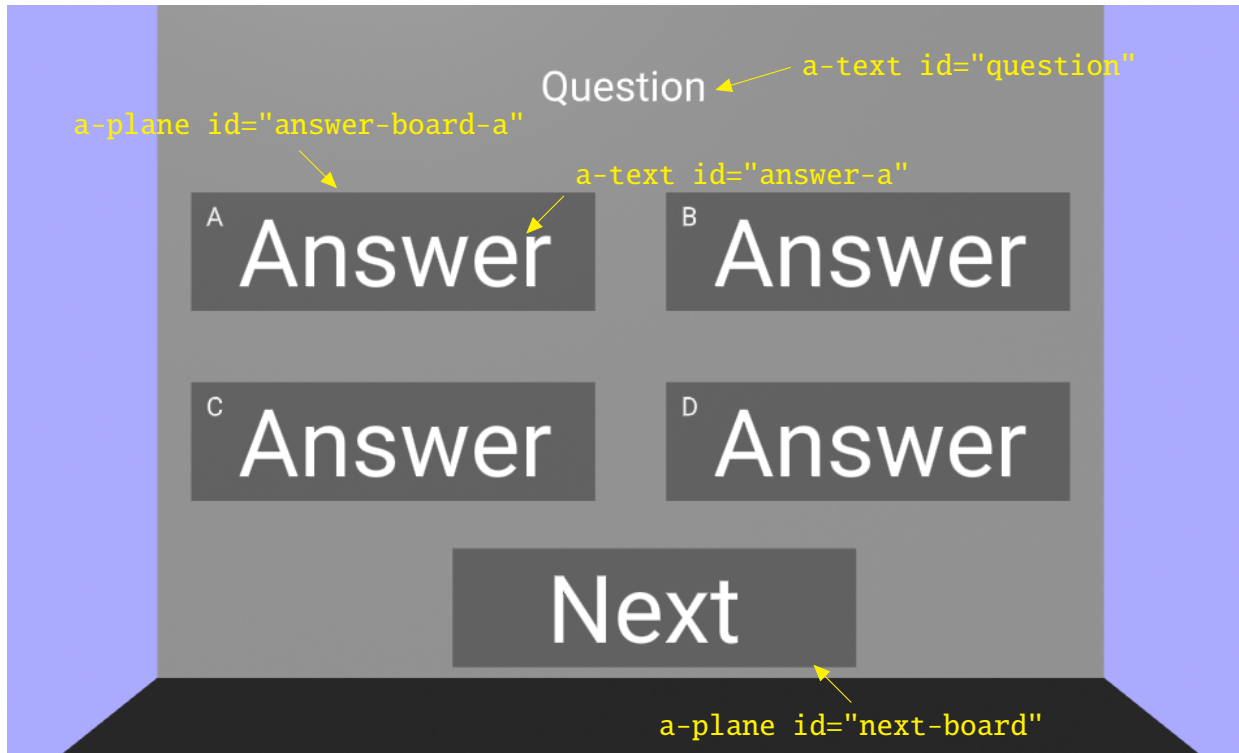 a-text id="question"
Question
a-plane id="answer-board-a"
a-text id="answer-a"
A
Answer
B
Answer
C
Answer
D
Answer
Next
a-plane id="next-board"